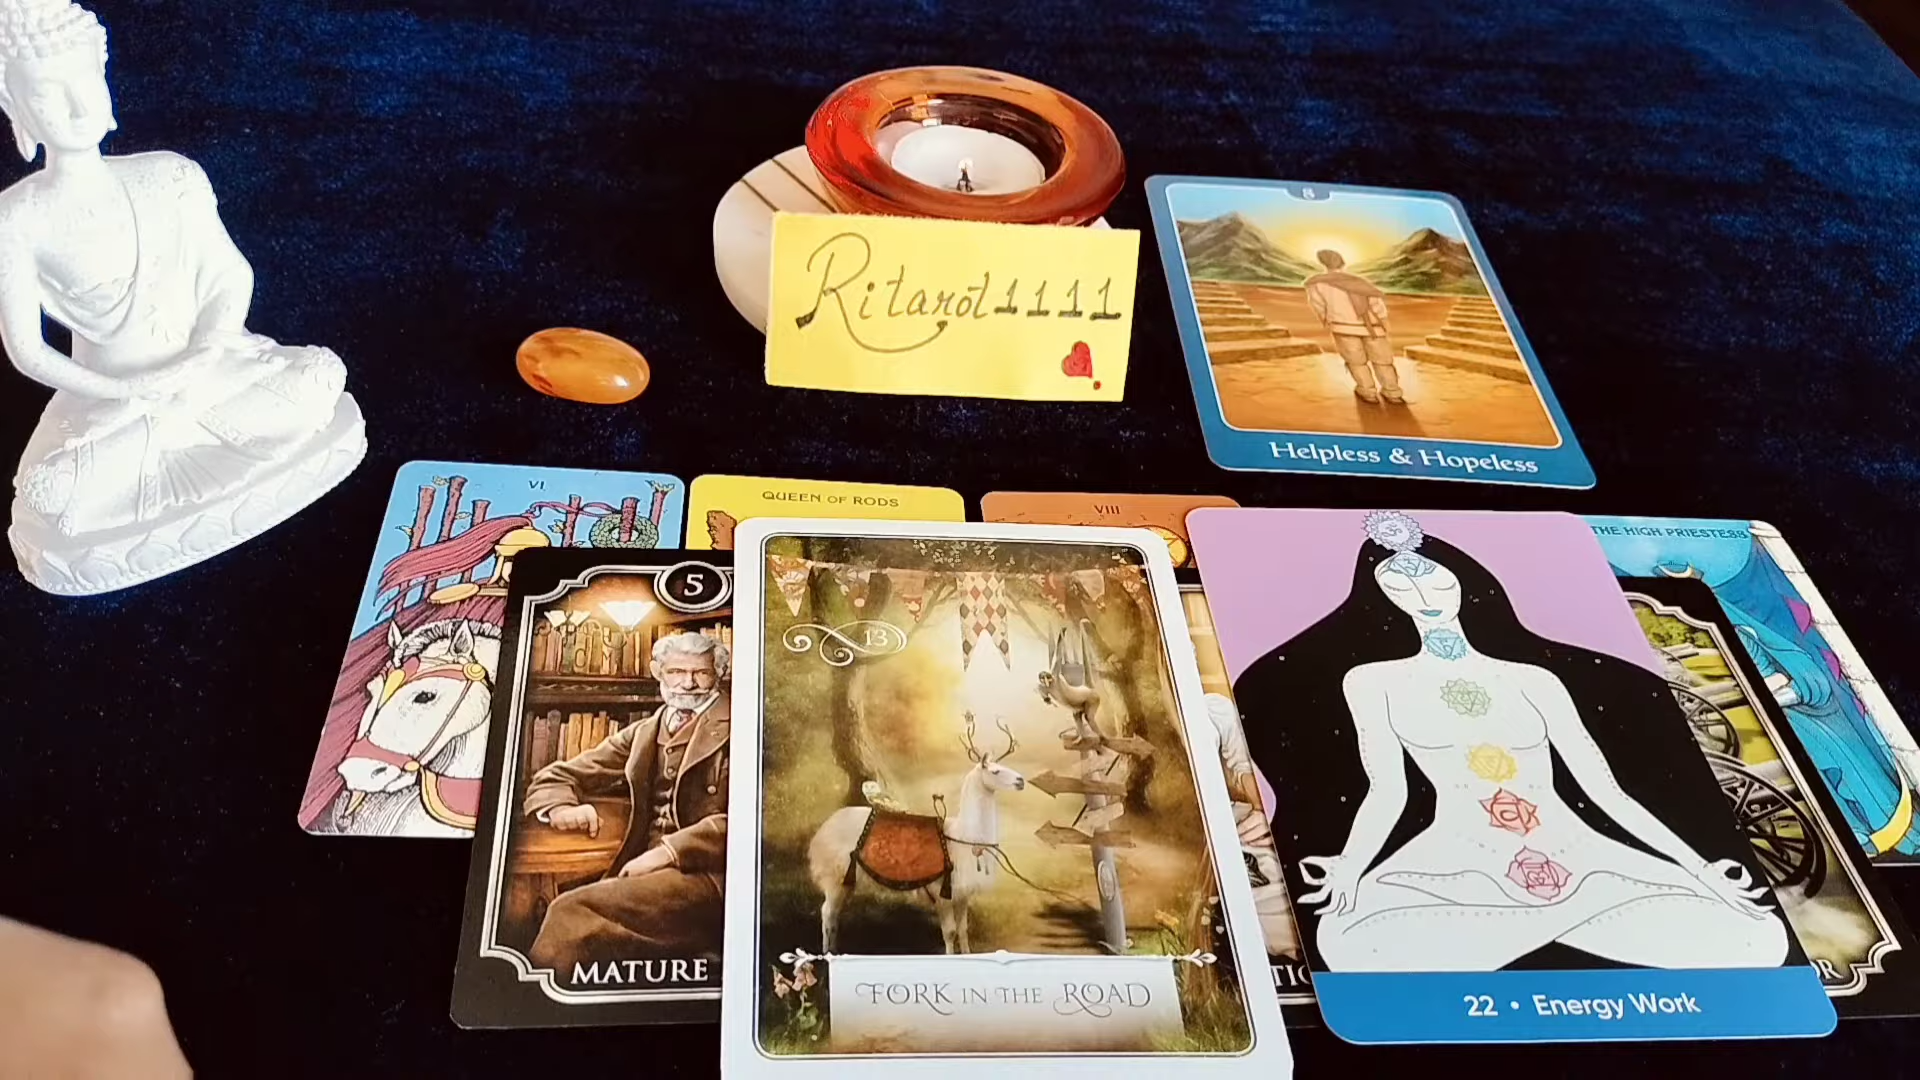 Ritarot1111
8
Helpless & Hopeless
VI
QUEEN OF RODS
VIII
THE HIGH PRIESTESS
5
MATURE
13
FORK IN THE ROAD
22 • Energy Work